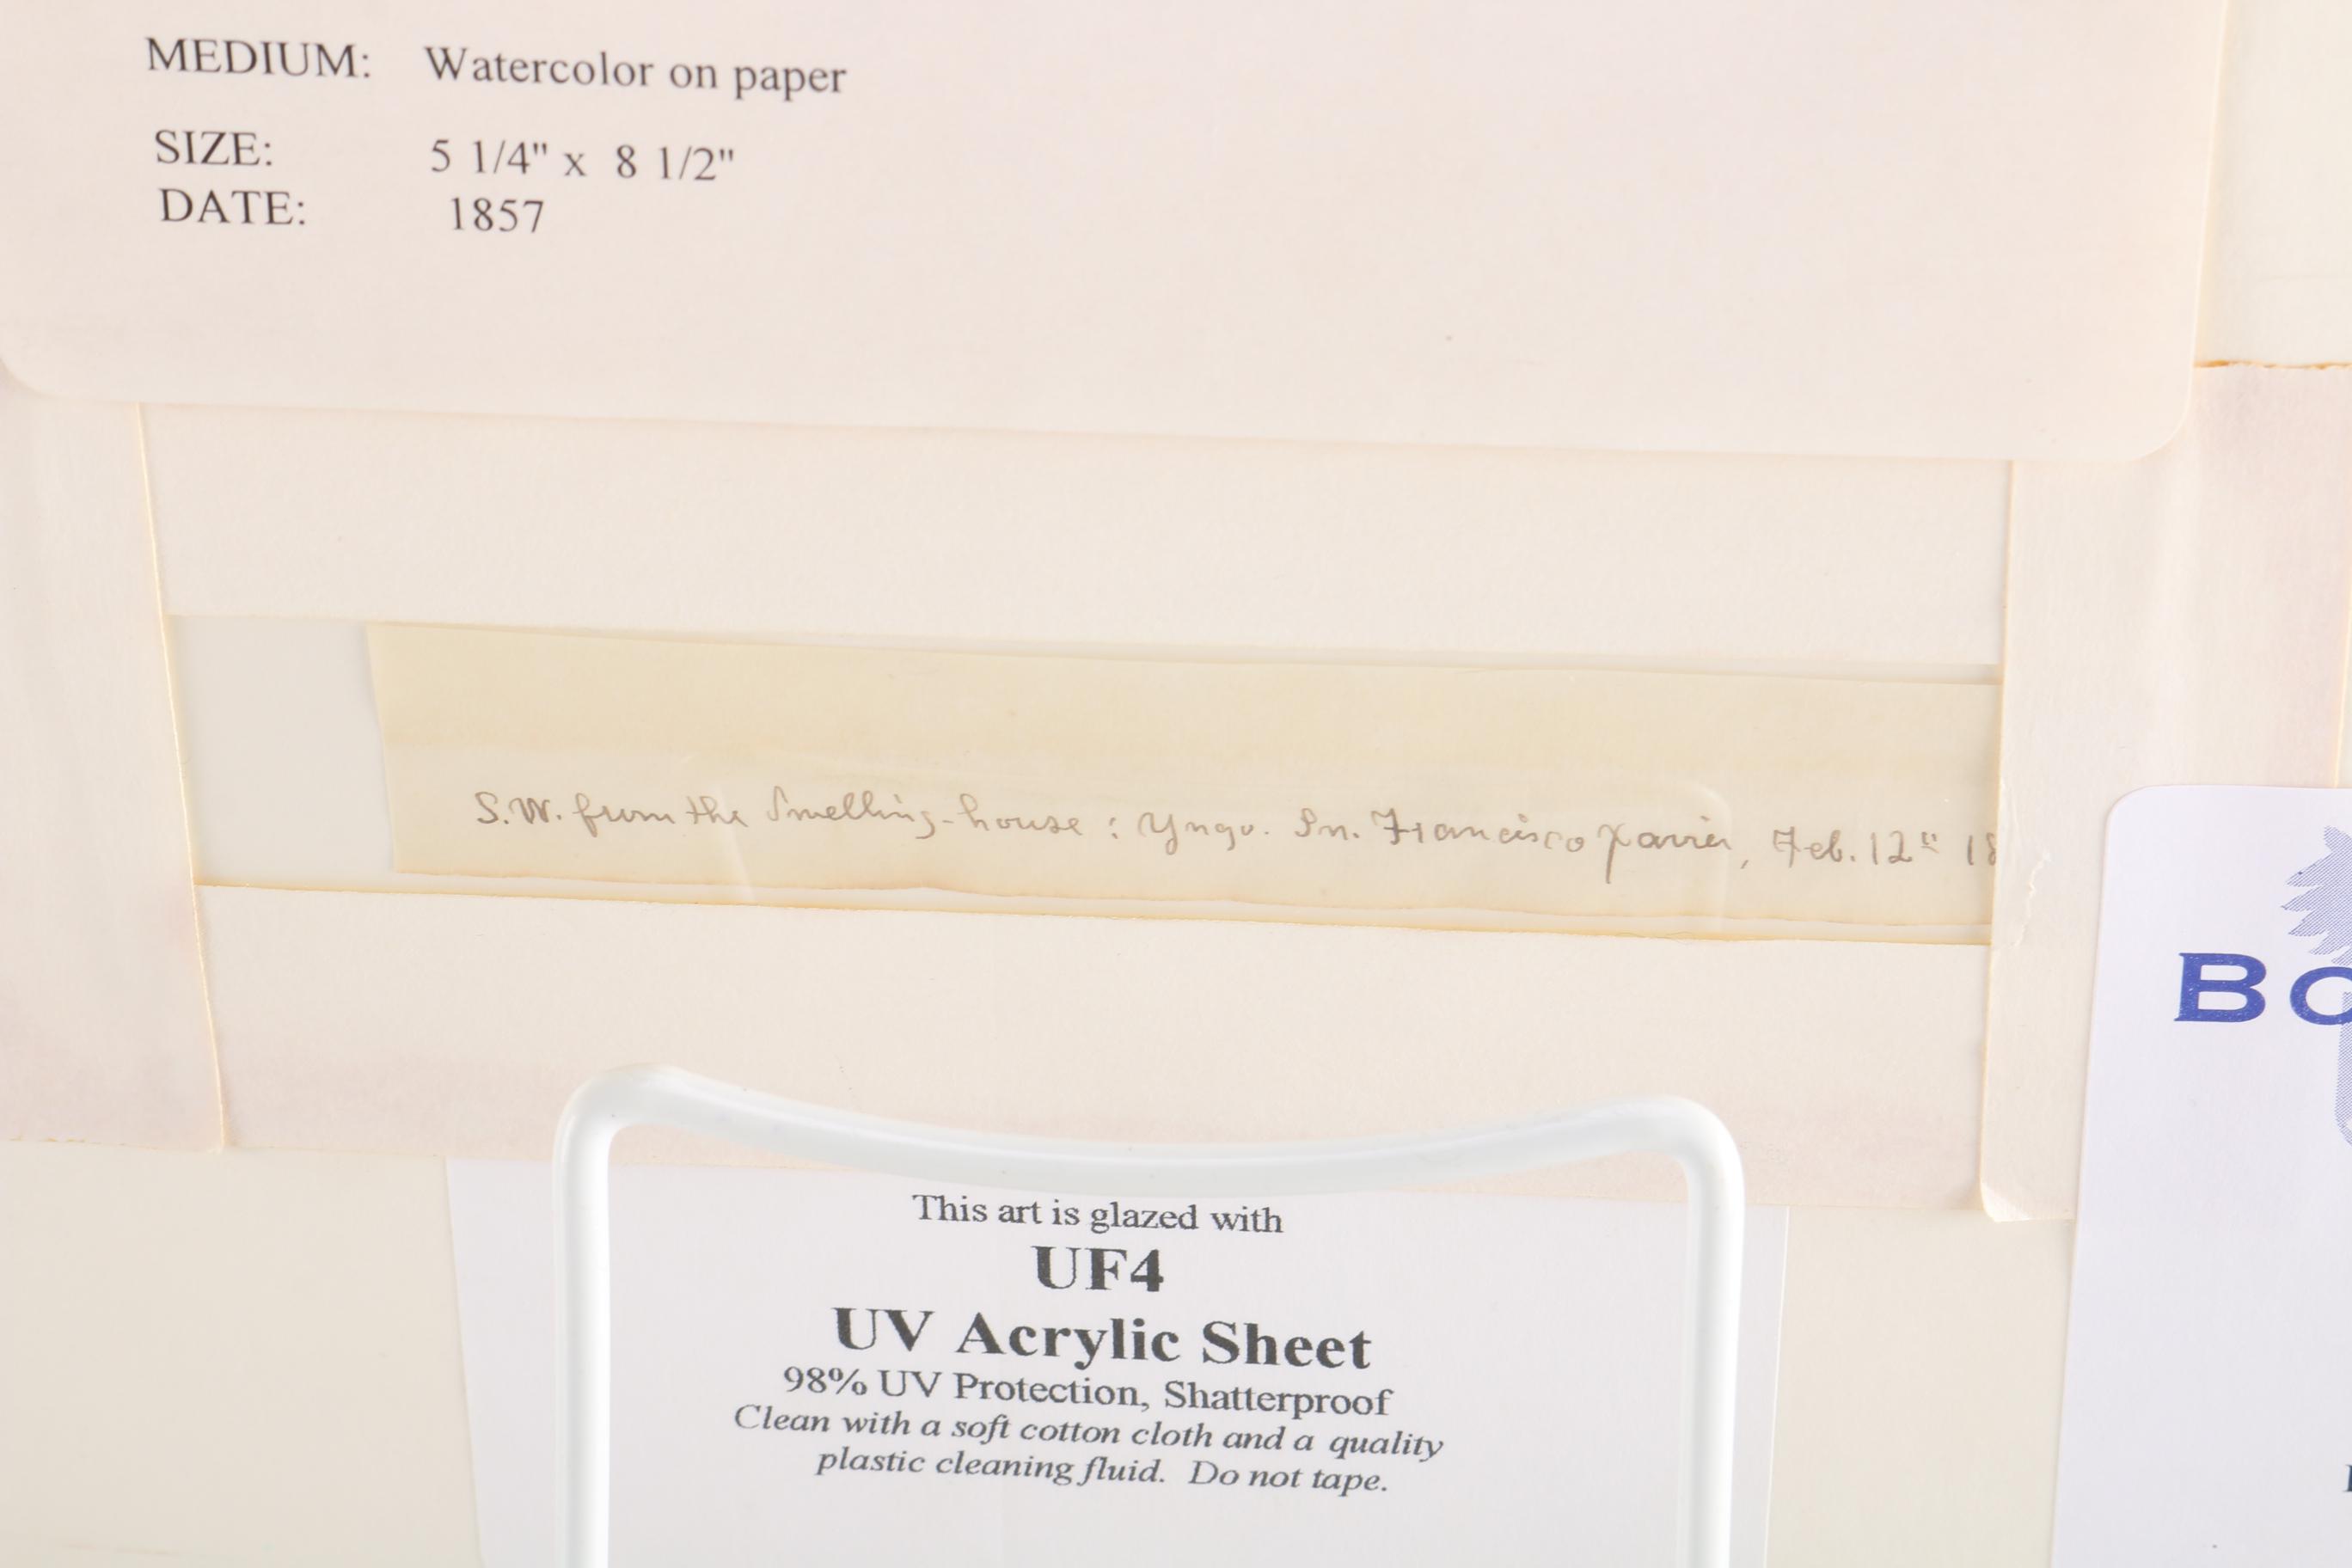 MEDIUM: Watercolor on paper
SIZE: 5 1/4" x 8 1/2"
DATE: 1857
S.W. from the Smelling-house: Yngo. Sn. Francisco Xavier, Feb. 12" 18
Bo
This art is glazed with
UF4
UV Acrylic Sheet
98% UV Protection, Shatterproof
Clean with a soft cotton cloth and a quality
plastic cleaning fluid. Do not tape.